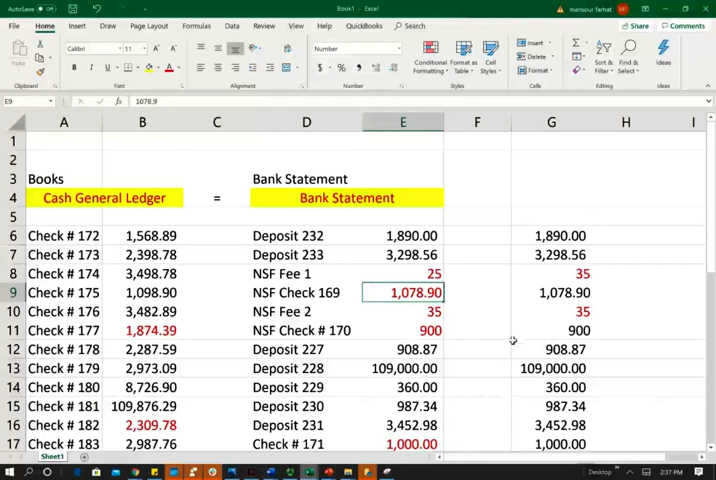 AutoSave Off
Book1 - Excel
mansour farhat MF
File Home Insert Draw Page Layout Formulas Data Review View Help QuickBooks Search Share Comments
Calibri 11 Number Insert
Delete
Paste B I U $ % Conditional Format as Cell Format Sort & Find & Ideas
Formatting Table Styles Filter Select
Clipboard Font Alignment Number Styles Cells Editing Ideas
E9 fx 1078.9
A B C D E F G H I
1
2
3 Books Bank Statement
4 Cash General Ledger = Bank Statement
5
6 Check # 172 1,568.89 Deposit 232 1,890.00 1,890.00
7 Check # 173 2,398.78 Deposit 233 3,298.56 3,298.56
8 Check # 174 3,498.78 NSF Fee 1 25 35
9 Check # 175 1,098.90 NSF Check 169 1,078.90 1,078.90
10 Check # 176 3,482.89 NSF Fee 2 35 35
11 Check # 177 1,874.39 NSF Check # 170 900 900
12 Check # 178 2,287.59 Deposit 227 908.87 908.87
13 Check # 179 2,973.09 Deposit 228 109,000.00 109,000.00
14 Check # 180 8,726.90 Deposit 229 360.00 360.00
15 Check # 181 109,876.29 Deposit 230 987.34 987.34
16 Check # 182 2,309.78 Deposit 231 3,452.98 3,452.98
17 Check # 183 2,987.76 Check # 171 1,000.00 1,000.00
Sheet1
Desktop 2:37 PM